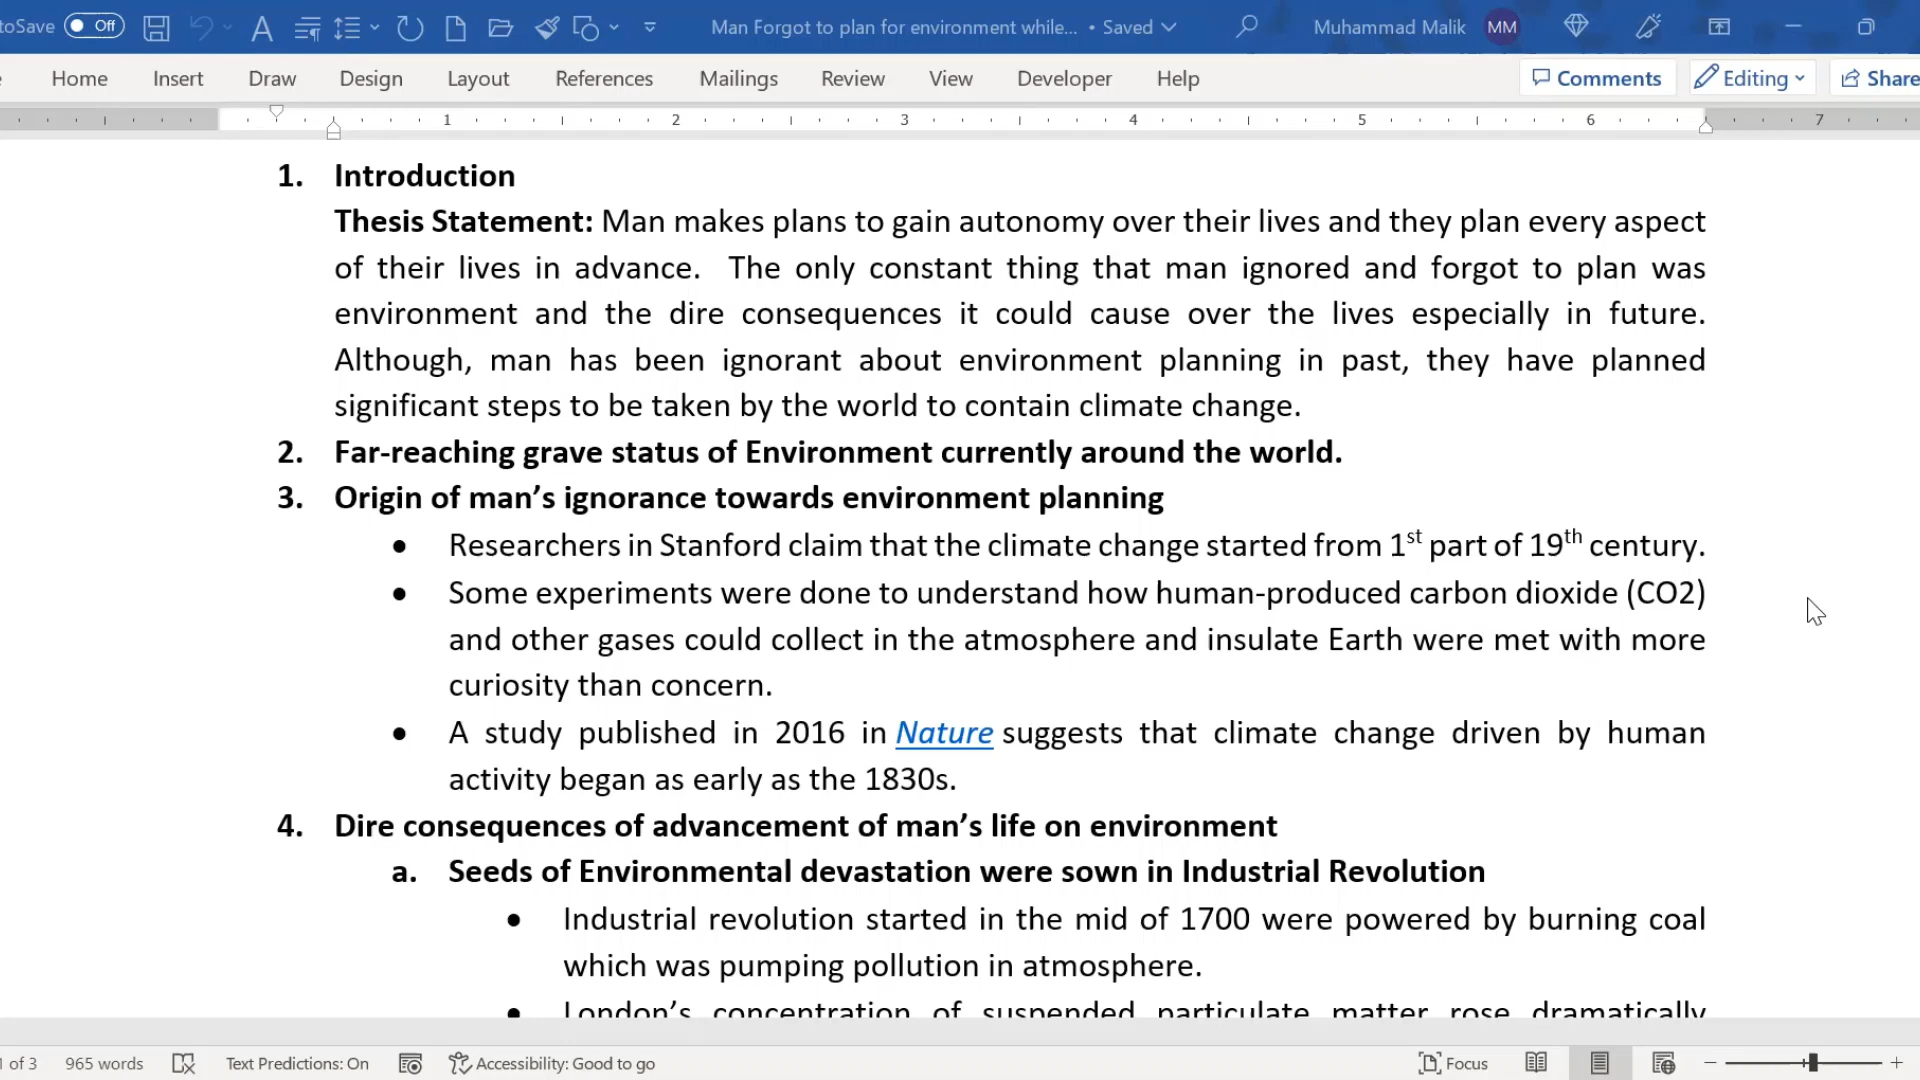 toSave Off Man Forgot to plan for environment while... • Saved Muhammad Malik MM
Home Insert Draw Design Layout References Mailings Review View Developer Help Comments Editing Share
1 2 3 4 5 6 7
1. Introduction
Thesis Statement: Man makes plans to gain autonomy over their lives and they plan every aspect
of their lives in advance. The only constant thing that man ignored and forgot to plan was
environment and the dire consequences it could cause over the lives especially in future.
Although, man has been ignorant about environment planning in past, they have planned
significant steps to be taken by the world to contain climate change.
2. Far-reaching grave status of Environment currently around the world.
3. Origin of man’s ignorance towards environment planning
• Researchers in Stanford claim that the climate change started from 1st part of 19th century.
• Some experiments were done to understand how human-produced carbon dioxide (CO2)
and other gases could collect in the atmosphere and insulate Earth were met with more
curiosity than concern.
• A study published in 2016 in Nature suggests that climate change driven by human
activity began as early as the 1830s.
4. Dire consequences of advancement of man’s life on environment
a. Seeds of Environmental devastation were sown in Industrial Revolution
• Industrial revolution started in the mid of 1700 were powered by burning coal
which was pumping pollution in atmosphere.
• London’s concentration of suspended particulate matter rose dramatically
1 of 3 965 words Text Predictions: On Accessibility: Good to go Focus